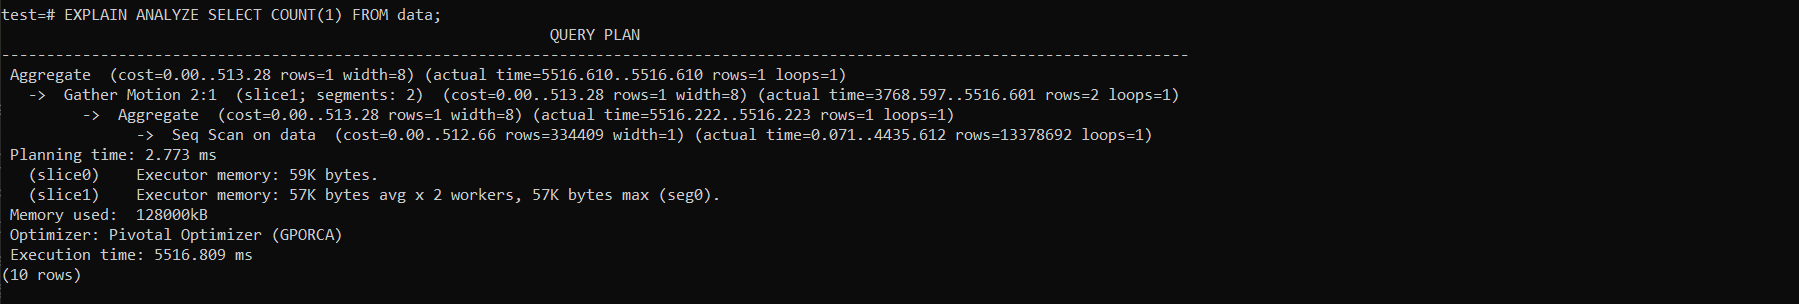 test=# EXPLAIN ANALYZE SELECT COUNT(1) FROM data;
QUERY PLAN
------------------------------------------------------------------------------------------------------------------------------------
Aggregate  (cost=0.00..513.28 rows=1 width=8) (actual time=5516.610..5516.610 rows=1 loops=1)
->  Gather Motion 2:1  (slice1; segments: 2)  (cost=0.00..513.28 rows=1 width=8) (actual time=3768.597..5516.601 rows=2 loops=1)
->  Aggregate  (cost=0.00..513.28 rows=1 width=8) (actual time=5516.222..5516.223 rows=1 loops=1)
->  Seq Scan on data  (cost=0.00..512.66 rows=334409 width=1) (actual time=0.071..4435.612 rows=13378692 loops=1)
Planning time: 2.773 ms
(slice0)    Executor memory: 59K bytes.
(slice1)    Executor memory: 57K bytes avg x 2 workers, 57K bytes max (seg0).
Memory used:  128000kB
Optimizer: Pivotal Optimizer (GPORCA)
Execution time: 5516.809 ms
(10 rows)